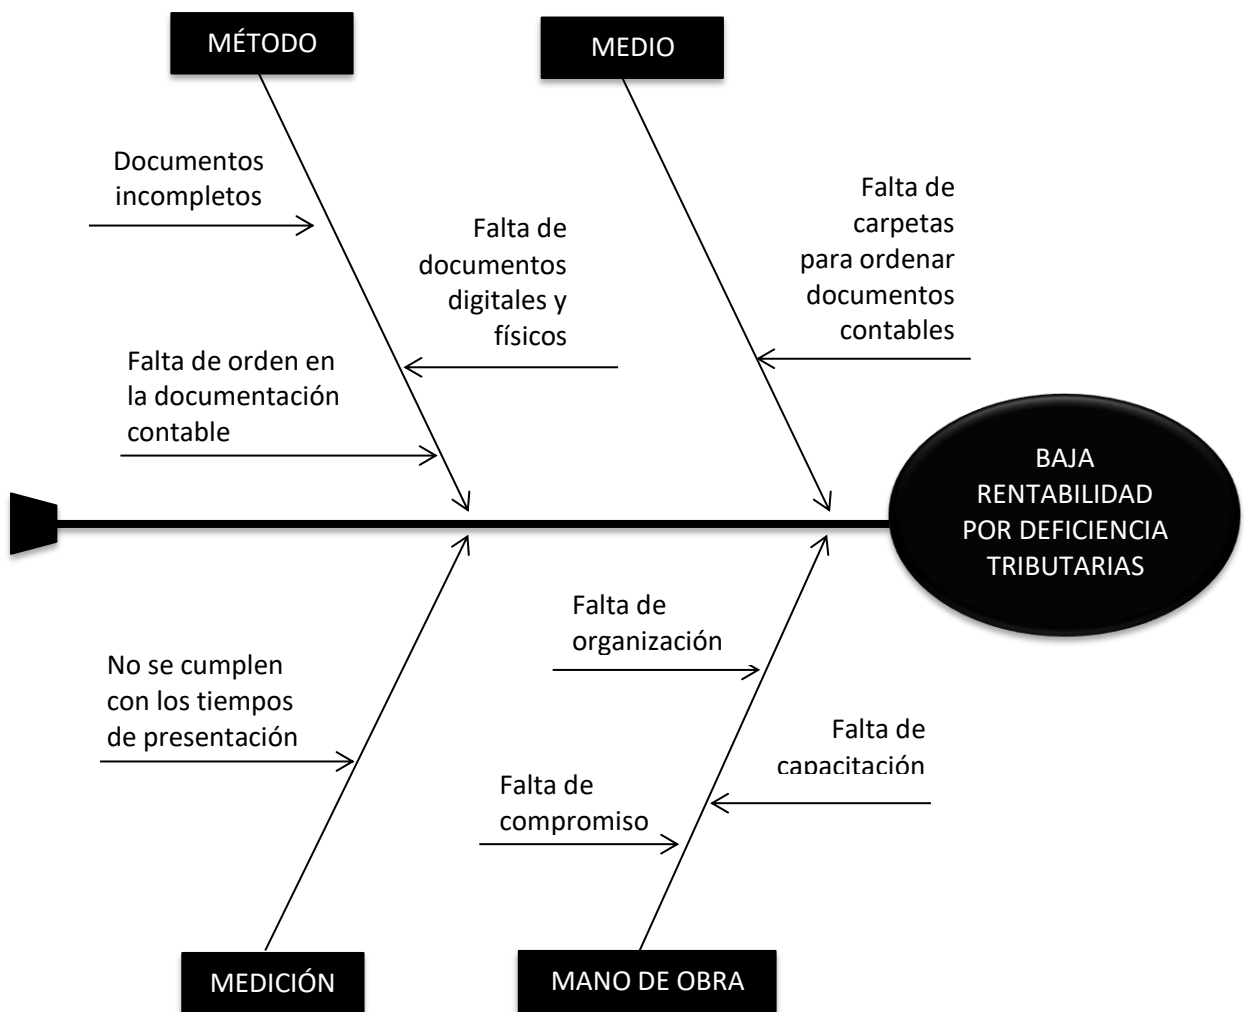 MÉTODO
MEDIO
Documentos
incompletos
Falta de
documentos
digitales y
físicos
Falta de
carpetas
para ordenar
documentos
contables
Falta de orden en
la documentación
contable
BAJA
RENTABILIDAD
POR DEFICIENCIA
TRIBUTARIAS
Falta de
organización
No se cumplen
con los tiempos
de presentación
Falta de
capacitación
Falta de
compromiso
MEDICIÓN
MANO DE OBRA